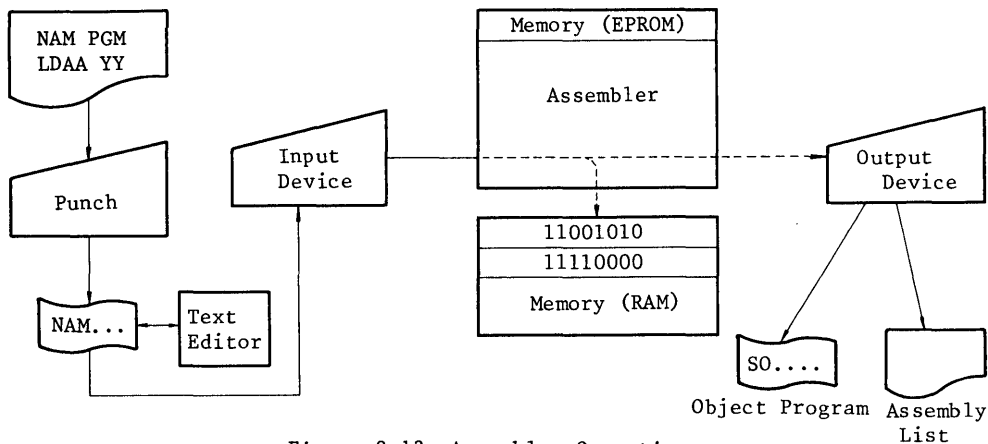 NAM PGM
LDAA YY
Punch
NAM...
Text
Editor
Input
Device
Memory (EPROM)
Assembler
11001010
11110000
Memory (RAM)
Output
Device
SO....
Object Program
Assembly
List